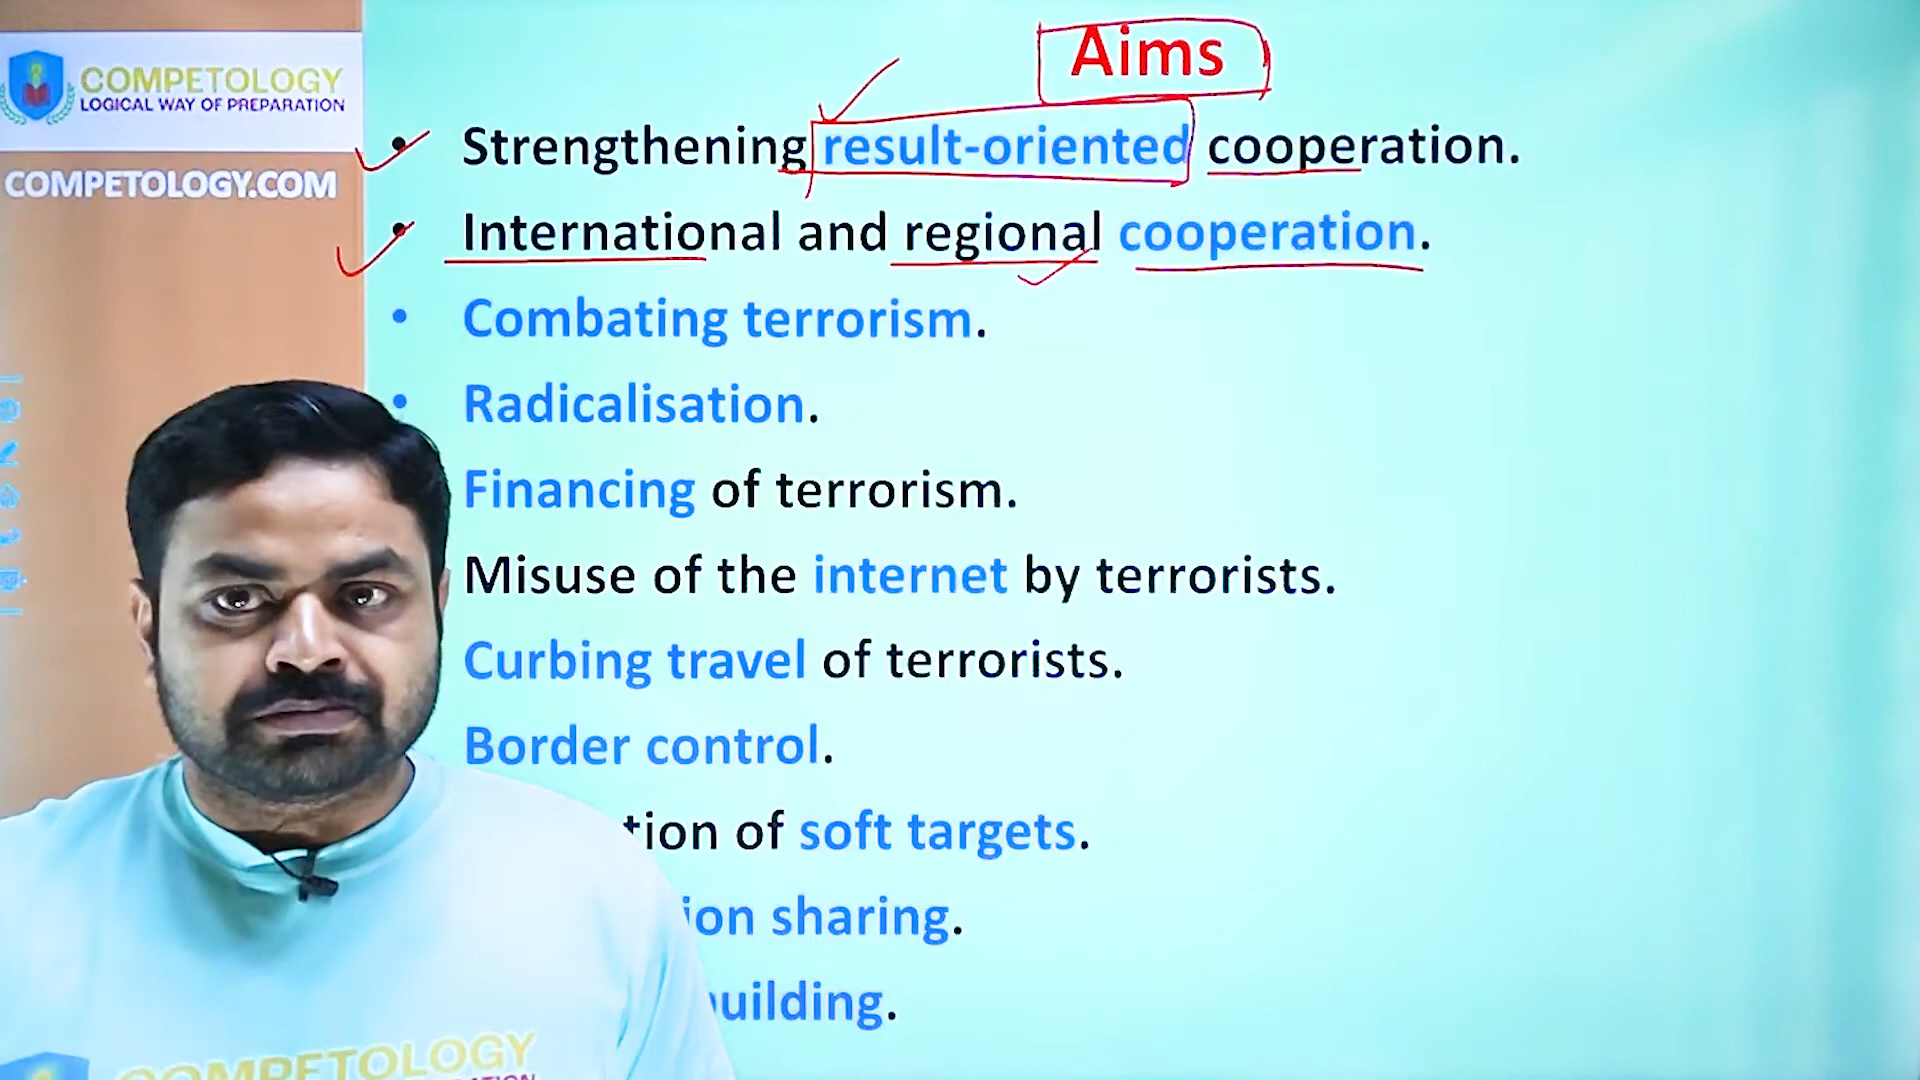 COMPETOLOGY
LOGICAL WAY OF PREPARATION
COMPETOLOGY.COM
Aims
• Strengthening result-oriented cooperation.
• International and regional cooperation.
• Combating terrorism.
• Radicalisation.
Financing of terrorism.
Misuse of the internet by terrorists.
Curbing travel of terrorists.
Border control.
tion of soft targets.
ion sharing.
uilding.
COMPETOLOGY